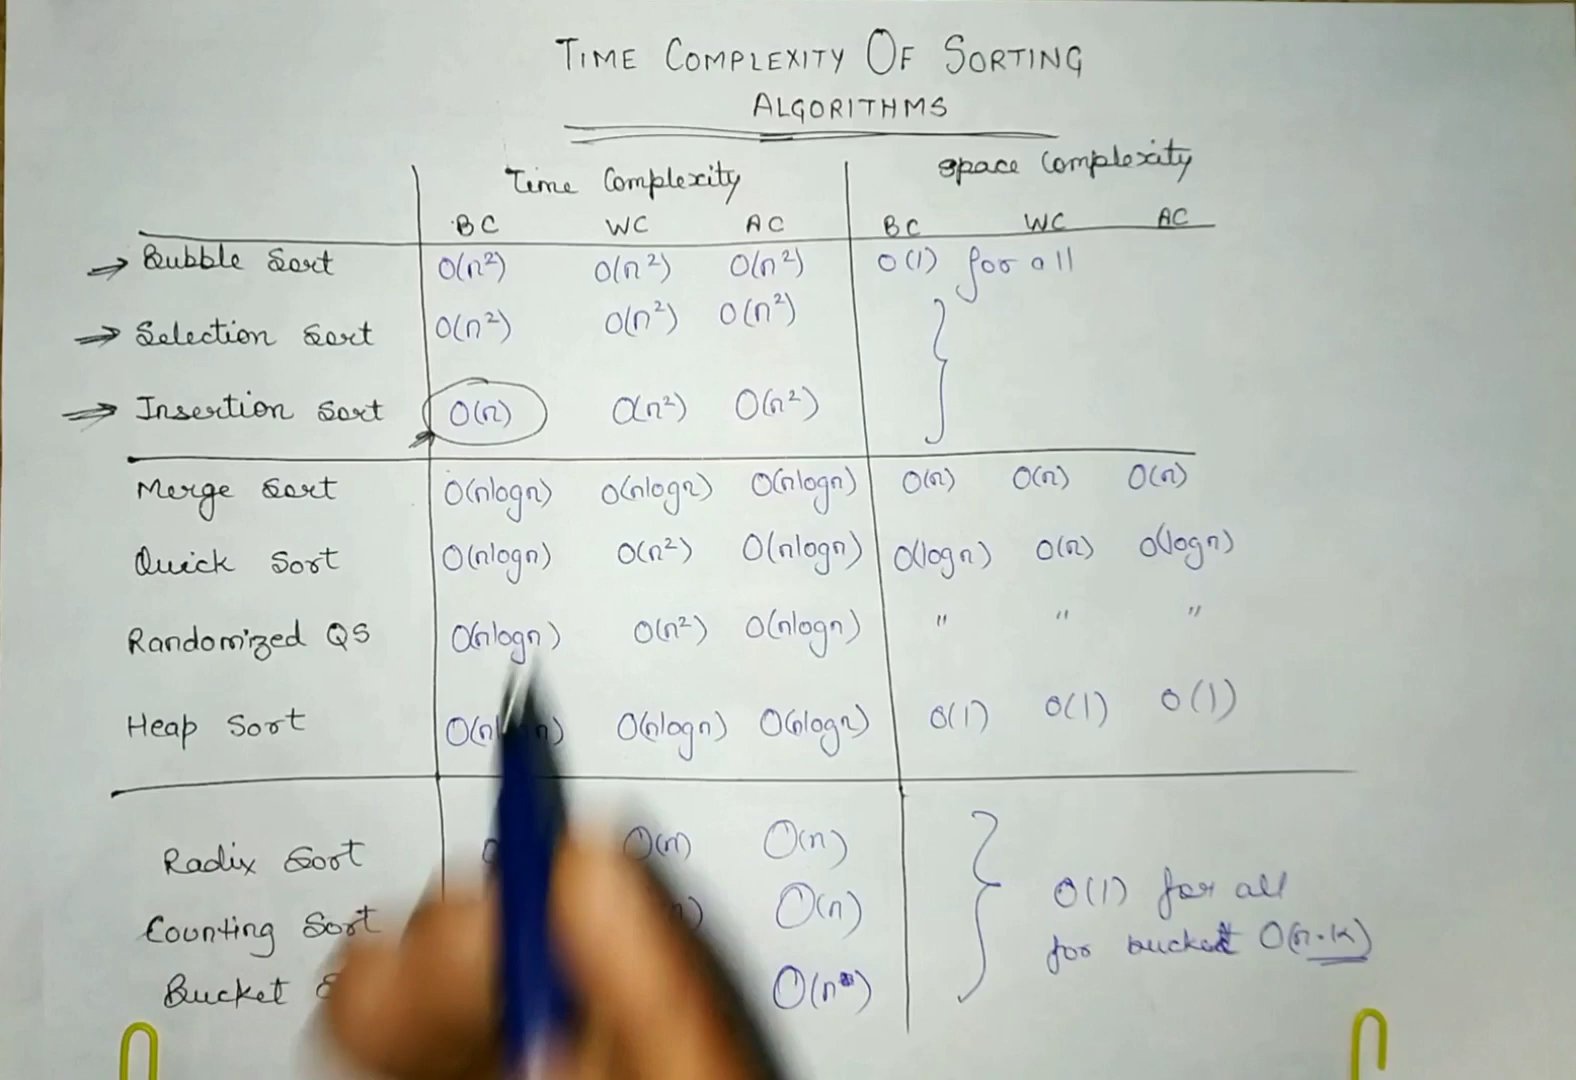 TIME COMPLEXITY OF SORTING
ALGORITHMS
Time Complexity space complexity
BC WC AC BC WC AC
Bubble Sort O(n²) O(n²) O(n²) O(1) for all
Selection Sort O(n²) O(n²) O(n²)
Insertion Sort O(n) O(n²) O(n²)
Merge Sort O(nlogn) O(nlogn) O(nlogn) O(n) O(n) O(n)
Quick Sort O(nlogn) O(n²) O(nlogn) O(logn) O(n) O(logn)
Randomized QS O(nlogn) O(n²) O(nlogn) " " "
Heap Sort O(nlogn) O(nlogn) O(1) O(1) O(1)
Radix Sort O(n) O(n)
Counting Sort O(n) O(1) for all
for bucket O(n.k)
Bucket